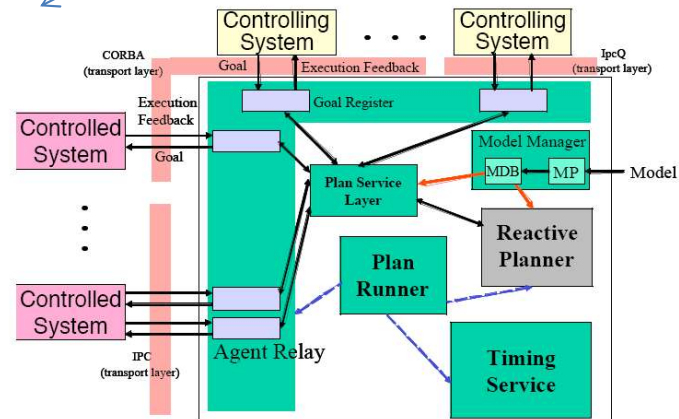 Controlling
System
Controlling
System
CORBA
(transport layer)
Goal
Execution Feedback
IpcQ
(transport layer)
Execution
Feedback
Goal Register
Controlled
System
Goal
Model Manager
MDB
MP
Model
Plan Service
Layer
Reactive
Planner
Plan
Runner
Controlled
System
Agent Relay
IPC
(transport layer)
Timing
Service